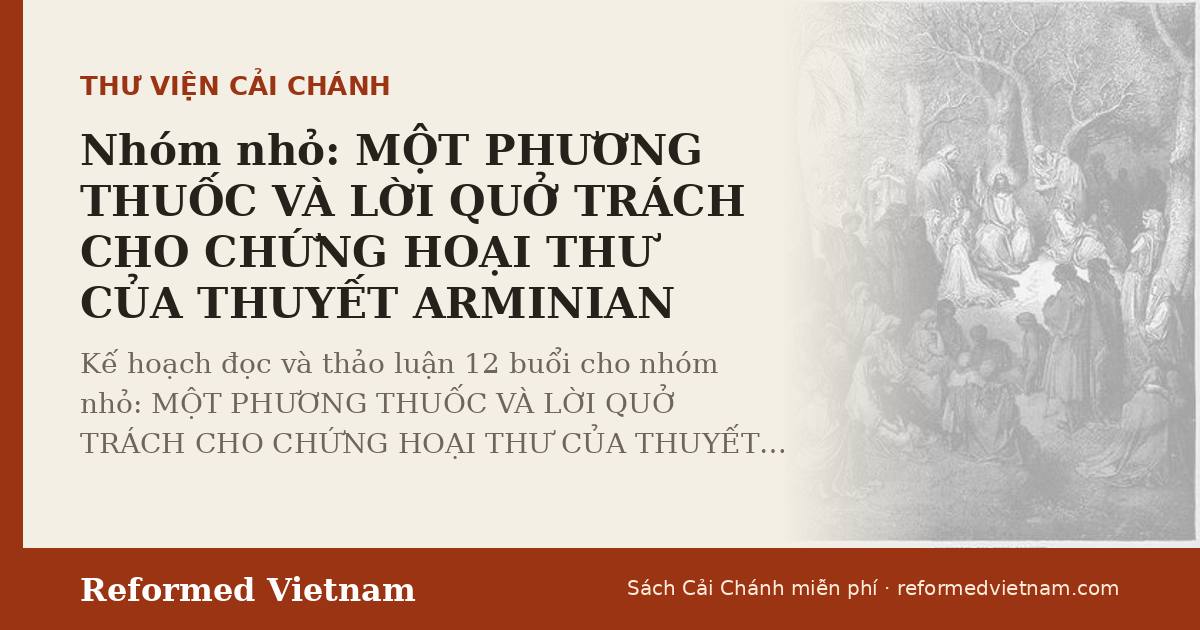 THƯ VIỆN CẢI CHÁNH
Nhóm nhỏ: MỘT PHƯƠNG
THUỐC VÀ LỜI QUỞ TRÁCH
CHO CHỨNG HOẠI THƯ
CỦA THUYẾT ARMINIAN
Kế hoạch đọc và thảo luận 12 buổi cho nhóm
nhỏ: MỘT PHƯƠNG THUỐC VÀ LỜI QUỞ
TRÁCH CHO CHỨNG HOẠI THƯ CỦA THUYẾT...
Reformed Vietnam
Sách Cải Chánh miễn phí · reformedvietnam.com